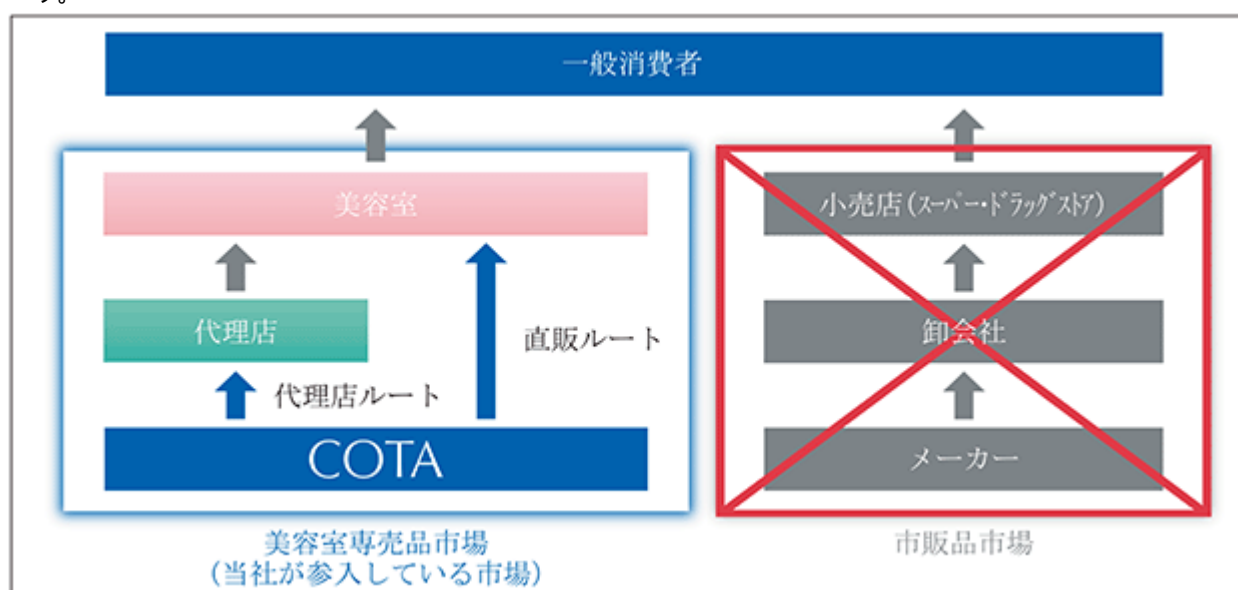 す。
一般消費者
美容室
小売店(スーパー・ドラッグストア)
代理店
直販ルート
卸会社
代理店ルート
COTA
メーカー
美容室専売品市場
(当社が参入している市場)
市販品市場